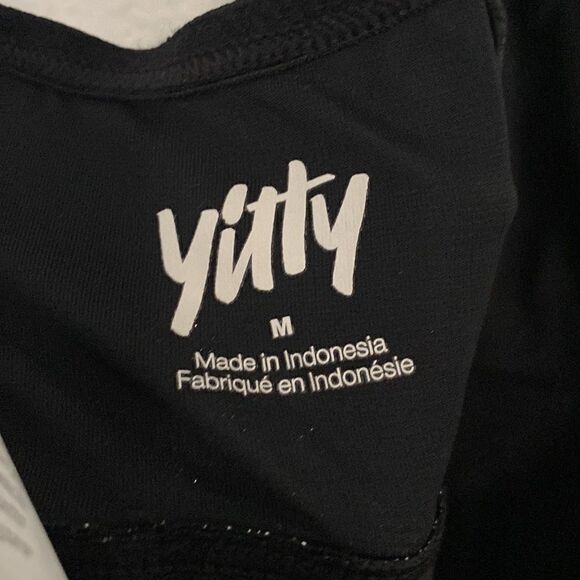 yitty
M
Made in Indonesia
Fabriqué en Indonésie